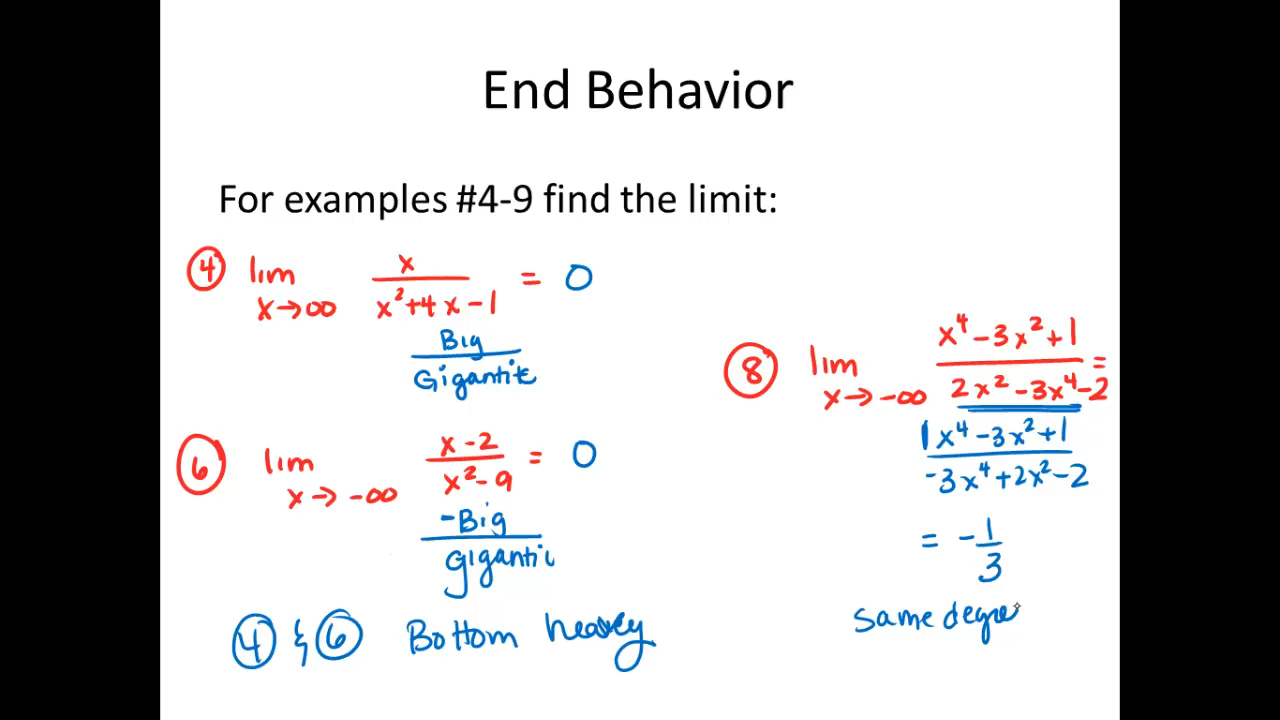 End Behavior
For examples #4-9 find the limit:
④ lim x→∞ x / (x² + 4x - 1) = 0
Big / Gigantic
⑥ lim x→ -∞ (x - 2) / (x² - 9) = 0
-Big / Gigantic
④ & ⑥ Bottom heavy
⑧ lim x→ -∞ (x⁴ - 3x² + 1) / (2x² - 3x⁴ - 2) =
(1x⁴ - 3x² + 1) / (-3x⁴ + 2x² - 2)
= - 1/3
same degree